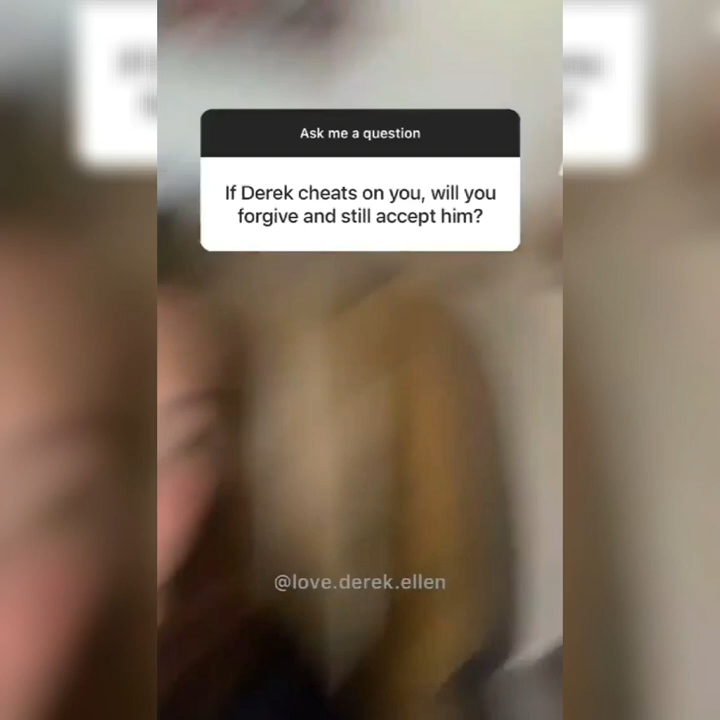 Ask me a question
If Derek cheats on you, will you
forgive and still accept him?
@love.derek.ellen